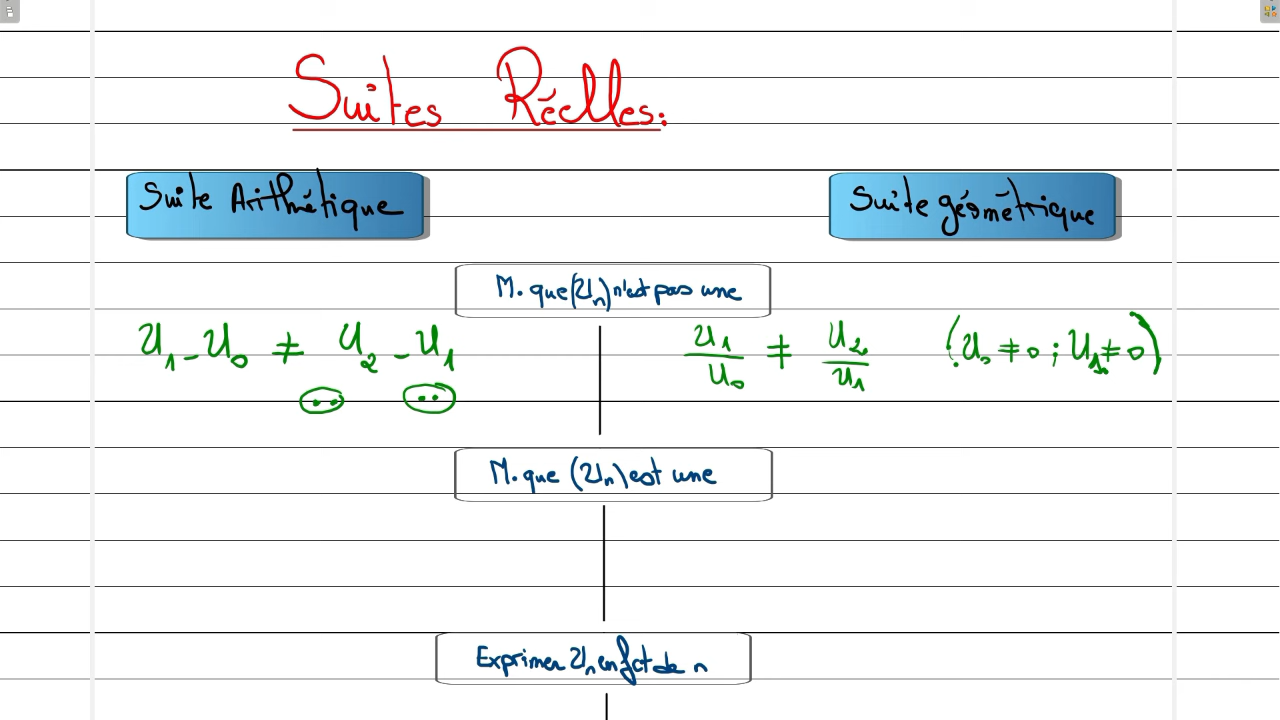 Suites Réelles:
Suite Arithmétique
Suite géométrique
M. que (Un) n'est pas une
U1 - U0 ≠ U2 - U1
U1/U0 ≠ U2/U1 (U0 ≠ 0 ; U1 ≠ 0)
M. que (Un) est une
Exprimer Un en fct de n